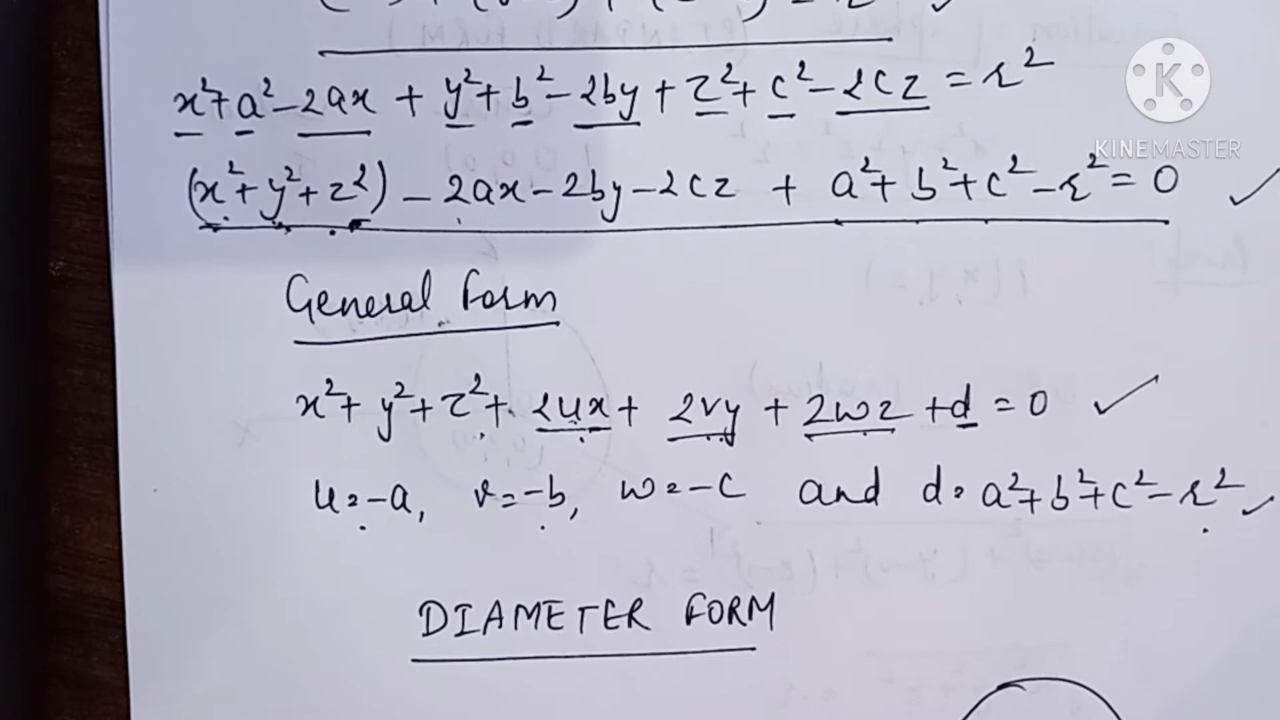 x²+a²-2ax + y²+b²-2by + z²+c²-2cz = r²
(x²+y²+z²) - 2ax-2by-2cz + a²+b²+c²-r²=0
General Form
x²+y²+z²+ 2ux+ 2vy + 2wz +d = 0
u=-a, v=-b, w=-c and d= a²+b²+c²-r²
DIAMETER FORM
K
KINEMASTER